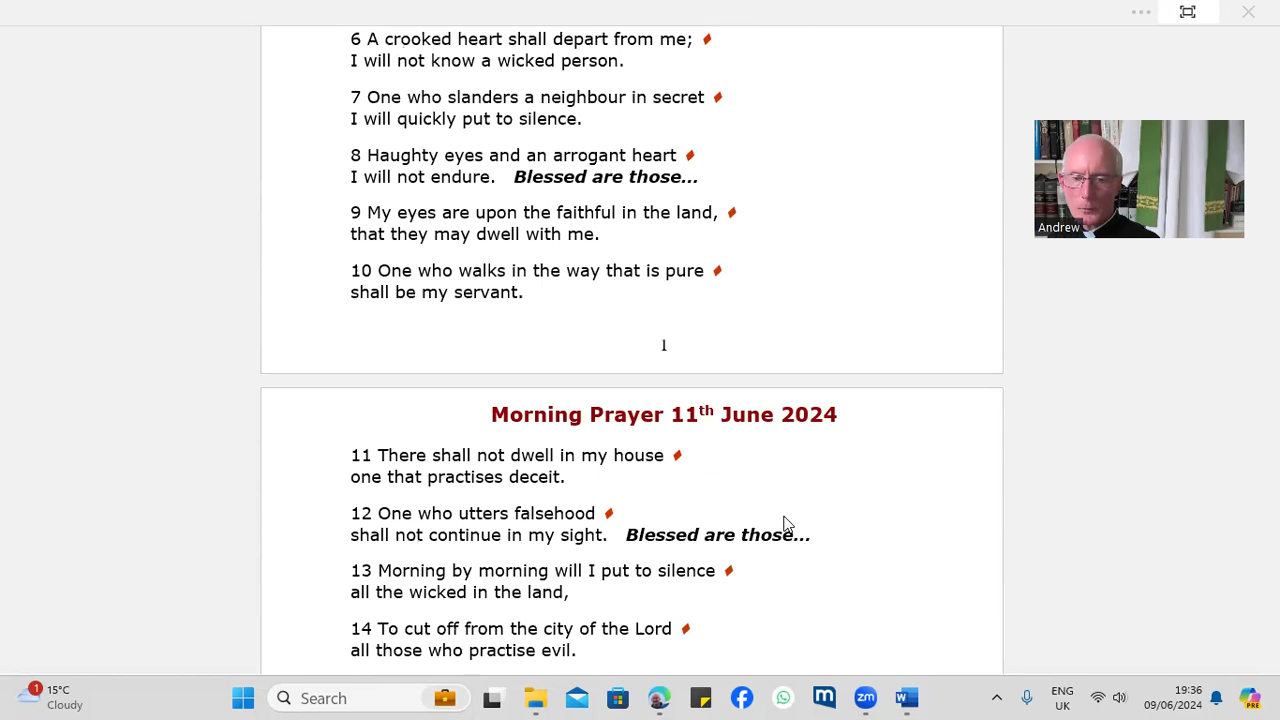 6 A crooked heart shall depart from me; ♦
I will not know a wicked person.
7 One who slanders a neighbour in secret ♦
I will quickly put to silence.
8 Haughty eyes and an arrogant heart ♦
I will not endure. Blessed are those...
9 My eyes are upon the faithful in the land, ♦
that they may dwell with me.
10 One who walks in the way that is pure ♦
shall be my servant.
1
Andrew
Morning Prayer 11th June 2024
11 There shall not dwell in my house ♦
one that practises deceit.
12 One who utters falsehood ♦
shall not continue in my sight. Blessed are those...
13 Morning by morning will I put to silence ♦
all the wicked in the land,
14 To cut off from the city of the Lord ♦
all those who practise evil.
1
15°C
Cloudy
Search
m
zm
W
ENG
UK
19:36
09/06/2024
PRE